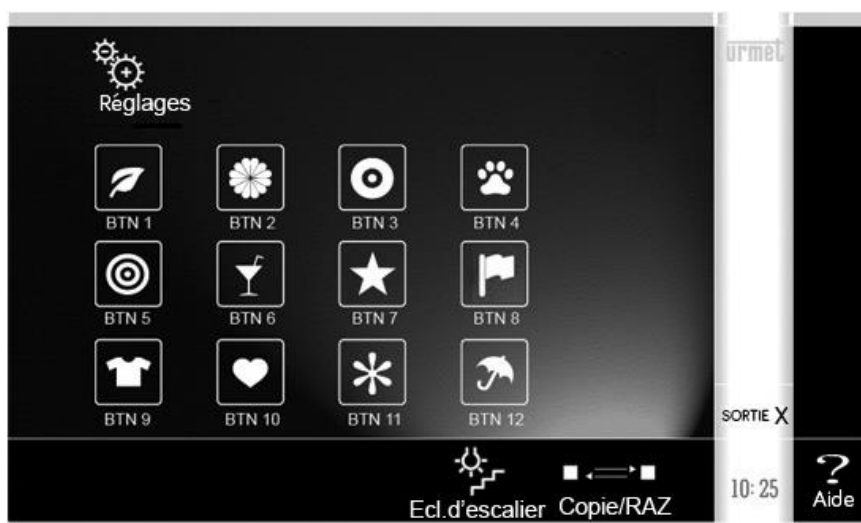 urmet
Réglages
BTN 1 BTN 2 BTN 3 BTN 4
BTN 5 BTN 6 BTN 7 BTN 8
BTN 9 BTN 10 BTN 11 BTN 12
SORTIE X
Ecl.d'escalier Copie/RAZ
10:25
? Aide